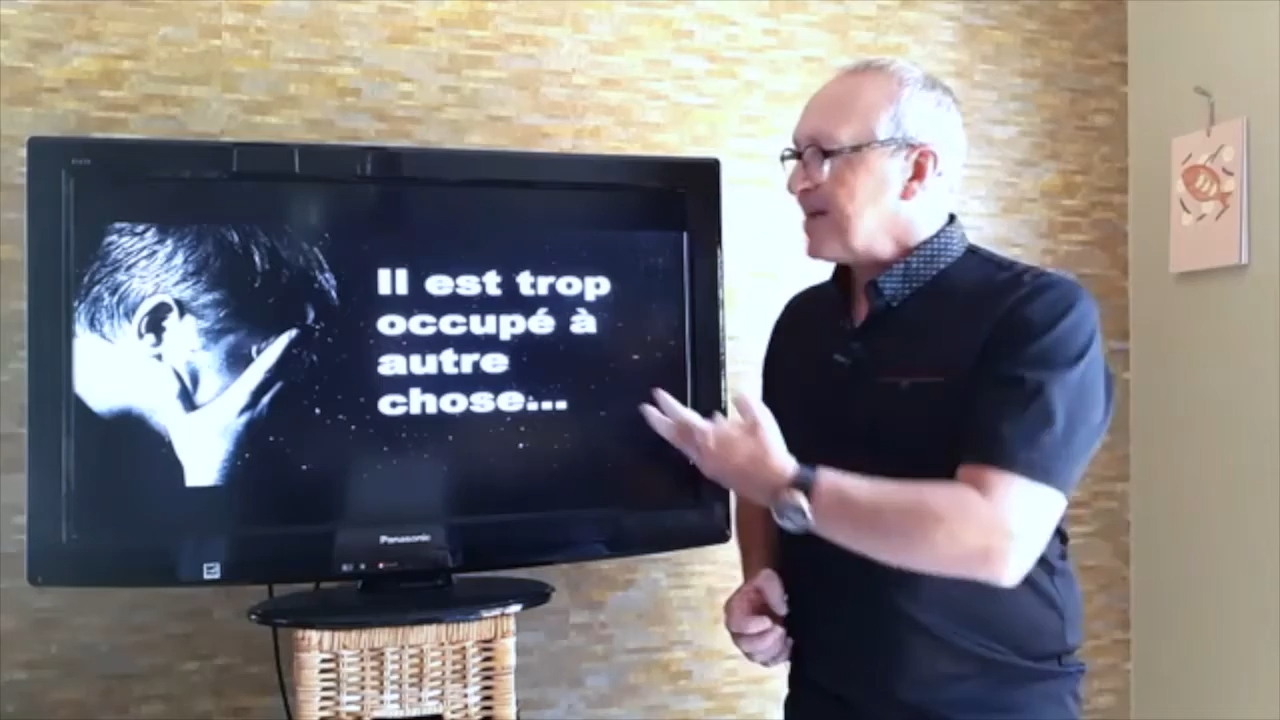 Il est trop
occupé à
autre
chose...
Panasonic